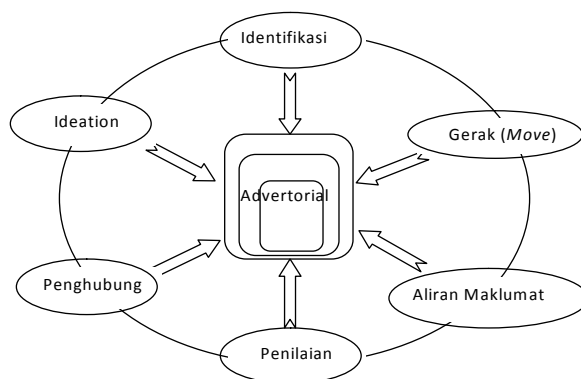 Identifikasi
Ideation
Gerak (Move)
Advertorial
Penghubung
Aliran Maklumat
Penilaian